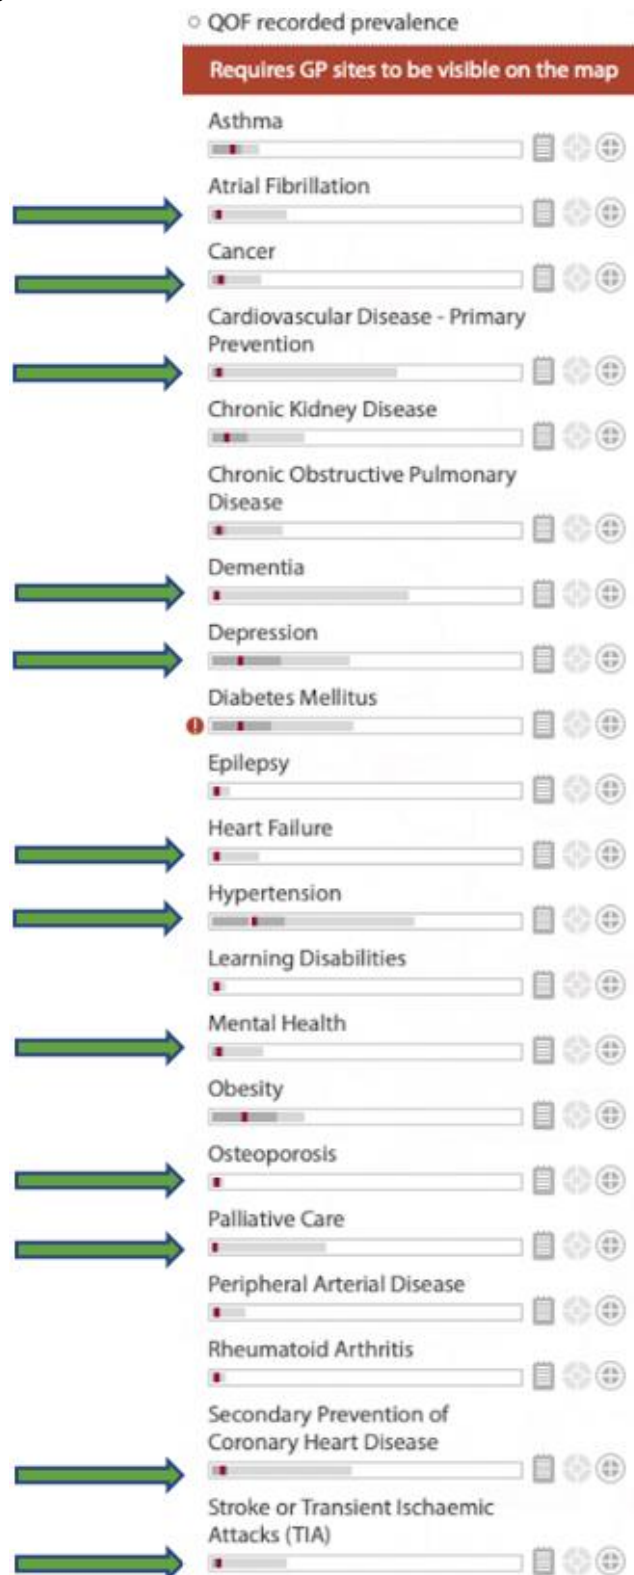 QOF recorded prevalence
Requires GP sites to be visible on the map
Asthma
Atrial Fibrillation
Cancer
Cardiovascular Disease - Primary
Prevention
Chronic Kidney Disease
Chronic Obstructive Pulmonary
Disease
Dementia
Depression
Diabetes Mellitus
!
Epilepsy
Heart Failure
Hypertension
Learning Disabilities
Mental Health
Obesity
Osteoporosis
Palliative Care
Peripheral Arterial Disease
Rheumatoid Arthritis
Secondary Prevention of
Coronary Heart Disease
Stroke or Transient Ischaemic
Attacks (TIA)